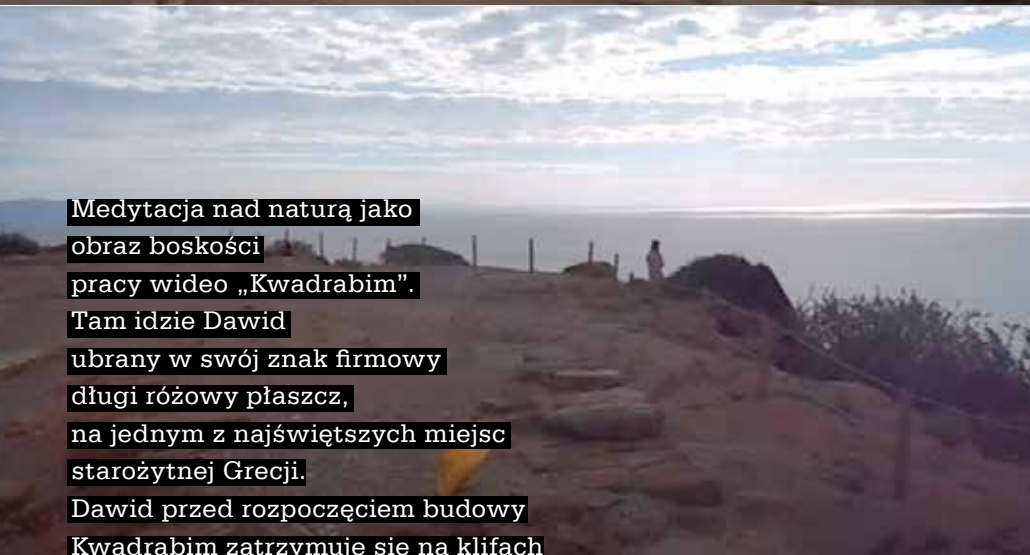 Medytacja nad naturą jako
obraz boskości
pracy wideo „Kwadrabim”.
Tam idzie Dawid
ubrany w swój znak firmowy
długi różowy płaszcz,
na jednym z najświętszych miejsc
starożytnej Grecji.
Dawid przed rozpoczęciem budowy
Kwadrabim zatrzymuje się na klifach